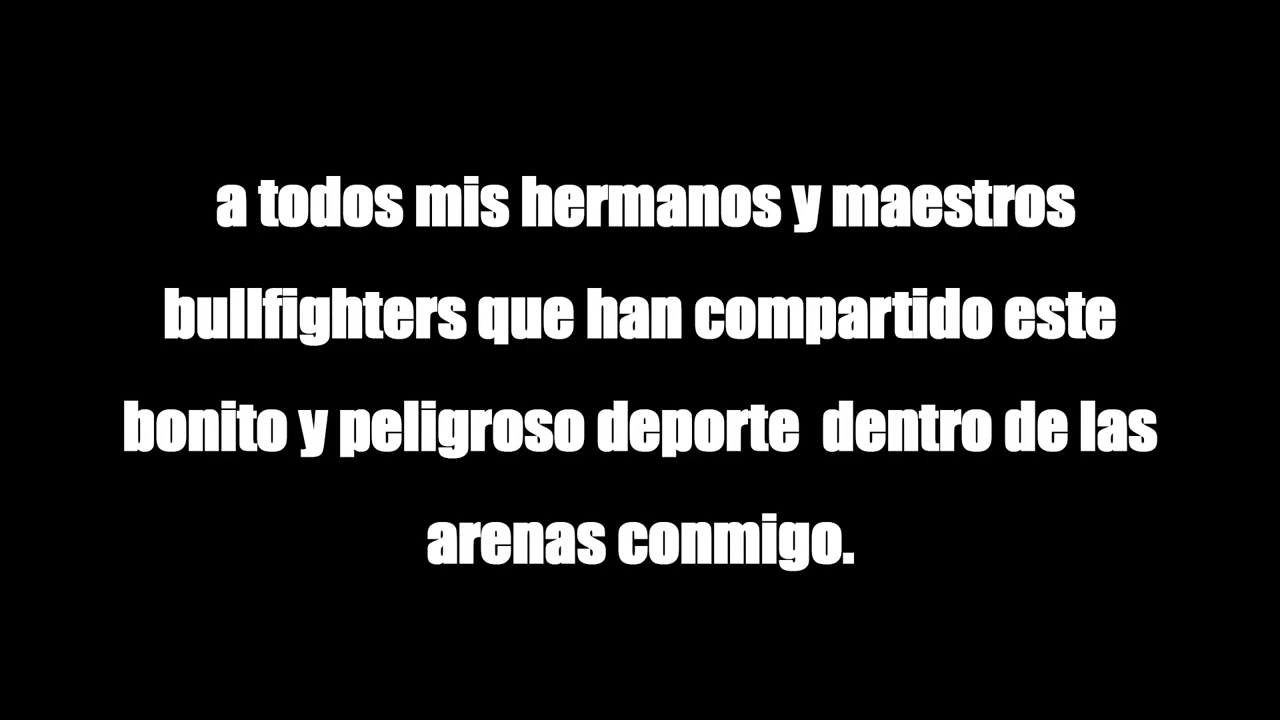 a todos mis hermanos y maestros
bullfighters que han compartido este
bonito y peligroso deporte  dentro de las
arenas conmigo.